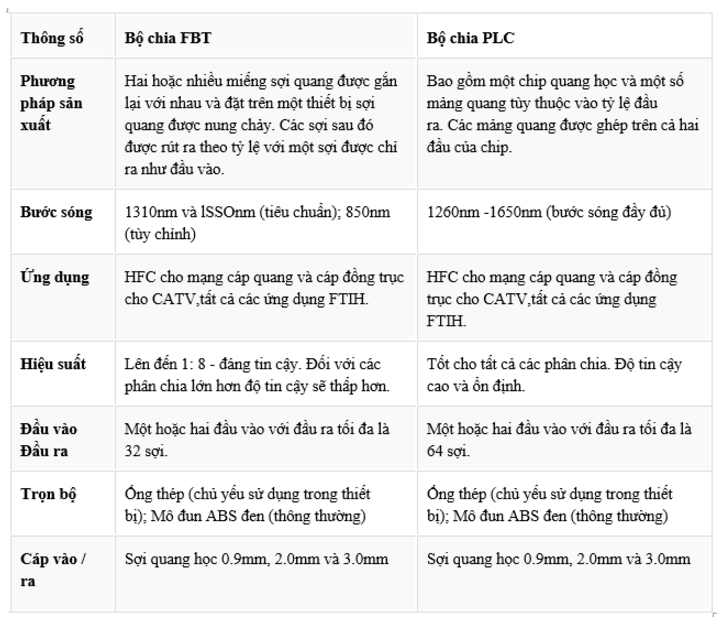 Thông số
Bộ chia FBT
Bộ chia PLC
Phương
pháp sản
xuất
Hai hoặc nhiều miếng sợi quang được gắn
lại với nhau và đặt trên một thiết bị sợi
quang được nung chảy. Các sợi sau đó
được rút ra theo tỷ lệ với một sợi được chỉ
ra như đầu vào.
Bao gồm một chip quang học và một số
mảng quang tùy thuộc vào tỷ lệ đầu
ra. Các mảng quang được ghép trên cả hai
đầu của chip.
Bước sóng
1310nm và lSSOnm (tiêu chuẩn); 850nm
(tùy chỉnh)
1260nm -1650nm (bước sóng đầy đủ)
Ứng dụng
HFC cho mạng cáp quang và cáp đồng trục
cho CATV,tất cả các ứng dụng FTIH.
HFC cho mạng cáp quang và cáp đồng
trục cho CATV,tất cả các ứng dụng
FTIH.
Hiệu suất
Lên đến 1: 8 - đáng tin cậy. Đối với các
phân chia lớn hơn độ tin cậy sẽ thấp hơn.
Tốt cho tất cả các phân chia. Độ tin cậy
cao và ổn định.
Đầu vào
Đầu ra
Một hoặc hai đầu vào với đầu ra tối đa là
32 sợi.
Một hoặc hai đầu vào với đầu ra tối đa là
64 sợi.
Trọn bộ
Ống thép (chủ yếu sử dụng trong thiết
bị); Mô đun ABS đen (thông thường)
Ống thép (chủ yếu sử dụng trong thiết
bị); Mô đun ABS đen (thông thường)
Cáp vào /
ra
Sợi quang học 0.9mm, 2.0mm và 3.0mm
Sợi quang học 0.9mm, 2.0mm và 3.0mm